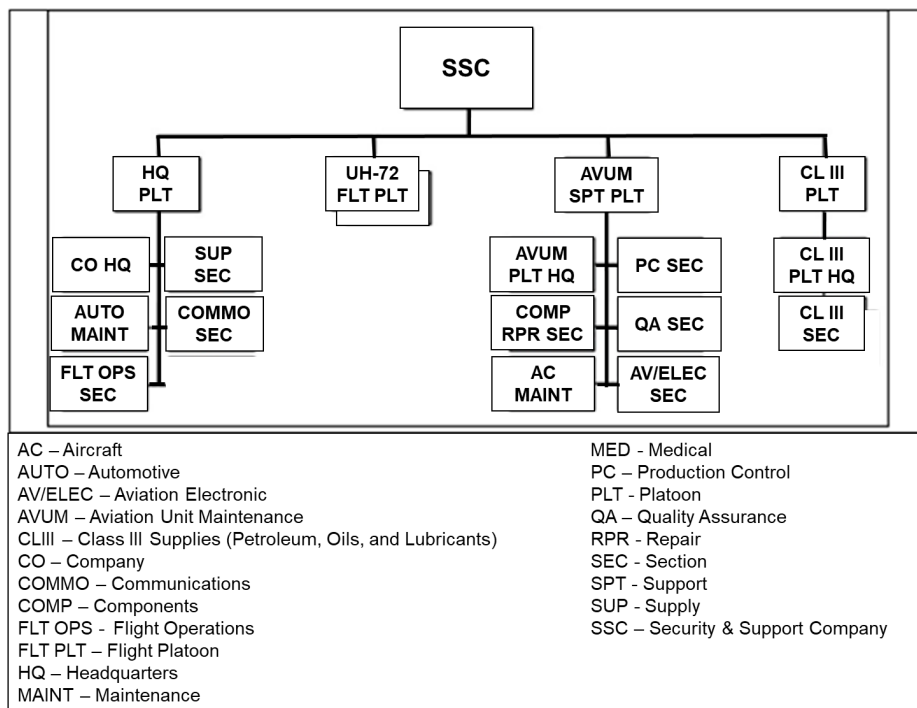 SSC
HQ
PLT
UH-72
FLT PLT
AVUM
SPT PLT
CL III
PLT
CO HQ
SUP
SEC
AUTO
MAINT
COMMO
SEC
FLT OPS
SEC
AVUM
PLT HQ
PC SEC
COMP
RPR SEC
QA SEC
AC
MAINT
AV/ELEC
SEC
CL III
PLT HQ
CL III
SEC
AC – Aircraft
AUTO – Automotive
AV/ELEC – Aviation Electronic
AVUM – Aviation Unit Maintenance
CLIII – Class III Supplies (Petroleum, Oils, and Lubricants)
CO – Company
COMMO – Communications
COMP – Components
FLT OPS - Flight Operations
FLT PLT – Flight Platoon
HQ – Headquarters
MAINT – Maintenance
MED - Medical
PC – Production Control
PLT - Platoon
QA – Quality Assurance
RPR - Repair
SEC - Section
SPT - Support
SUP - Supply
SSC – Security & Support Company